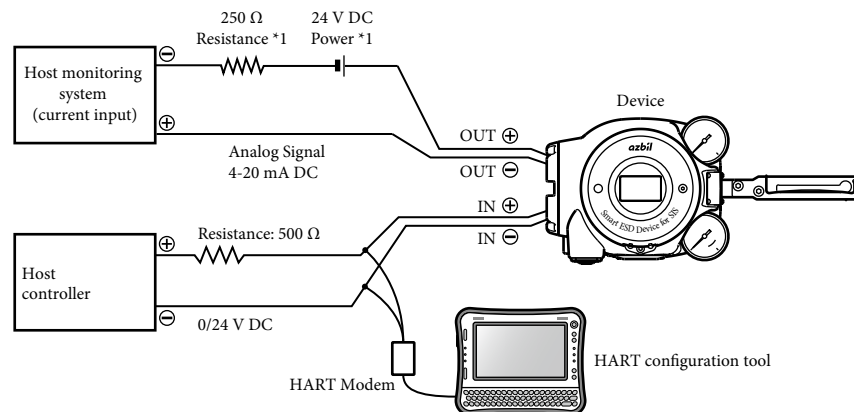 250 Ω
Resistance *1
24 V DC
Power *1
⊖
Host monitoring
system
(current input)
⊕
Analog Signal
4-20 mA DC
OUT ⊕
OUT ⊖
Device
azbil
Smart ESD Device for SIS
IN ⊕
IN ⊖
⊕
Resistance: 500 Ω
Host
controller
⊖
0/24 V DC
HART Modem
HART configuration tool